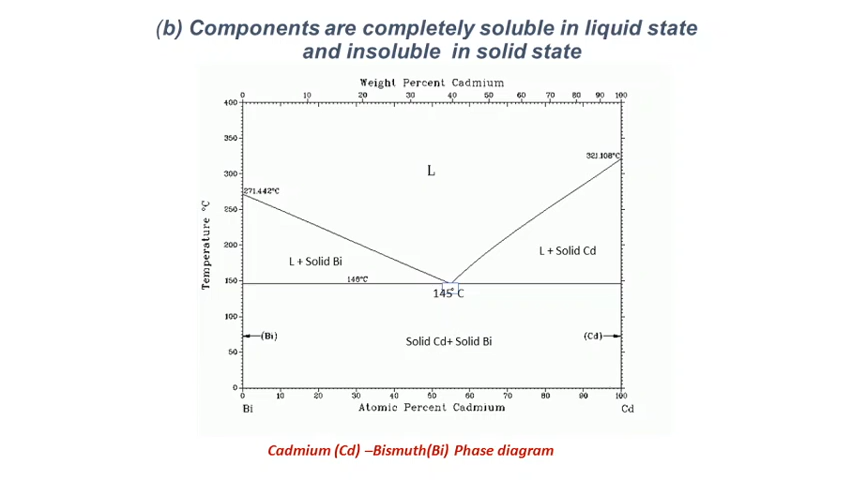 (b) Components are completely soluble in liquid state
and insoluble in solid state
Weight Percent Cadmium
0 10 20 30 40 50 60 70 80 90 100
400
350
300
250
200
150
100
50
0
Temperature °C
L
321.108°C
271.442°C
L + Solid Cd
L + Solid Bi
146°C
145°C
(Bi)
(Cd)
Solid Cd+ Solid Bi
0 10 20 30 40 50 60 70 80 90 100
Bi Atomic Percent Cadmium Cd
Cadmium (Cd) –Bismuth(Bi) Phase diagram